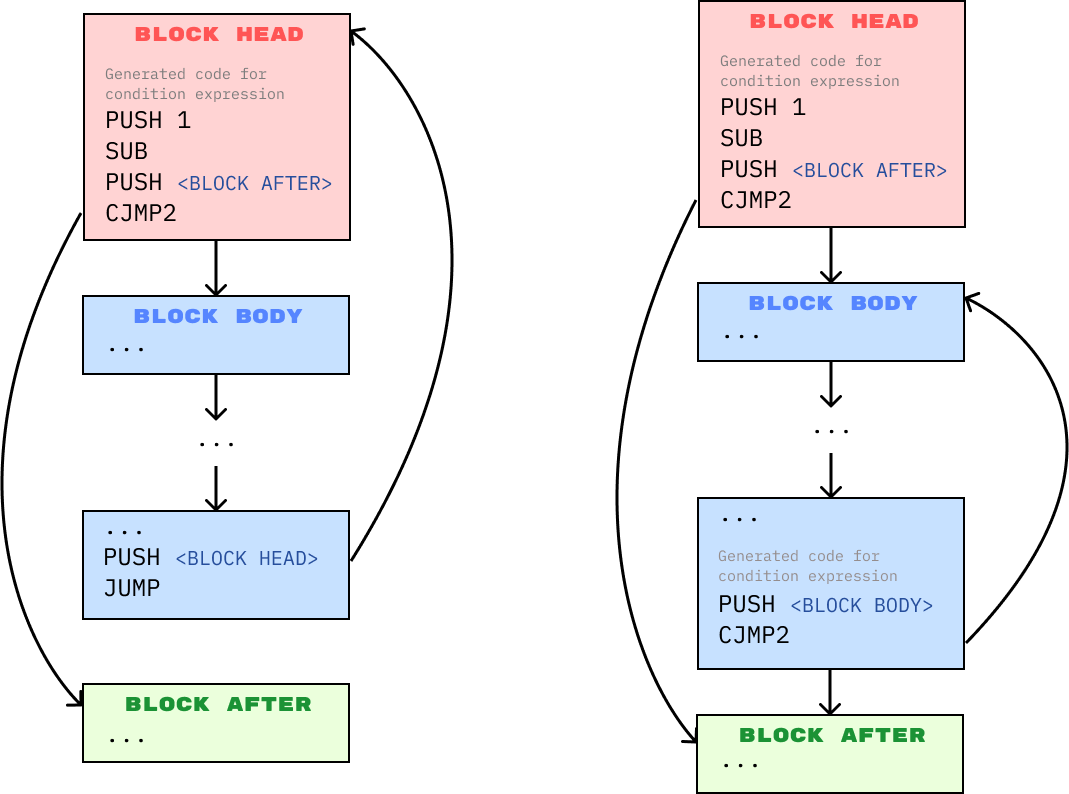 BLOCK HEAD
Generated code for
condition expression
PUSH 1
SUB
PUSH <BLOCK AFTER>
CJMP2
BLOCK BODY
...
...
...
PUSH <BLOCK HEAD>
JUMP
BLOCK AFTER
...
BLOCK HEAD
Generated code for
condition expression
PUSH 1
SUB
PUSH <BLOCK AFTER>
CJMP2
BLOCK BODY
...
...
...
Generated code for
condition expression
PUSH <BLOCK BODY>
CJMP2
BLOCK AFTER
...